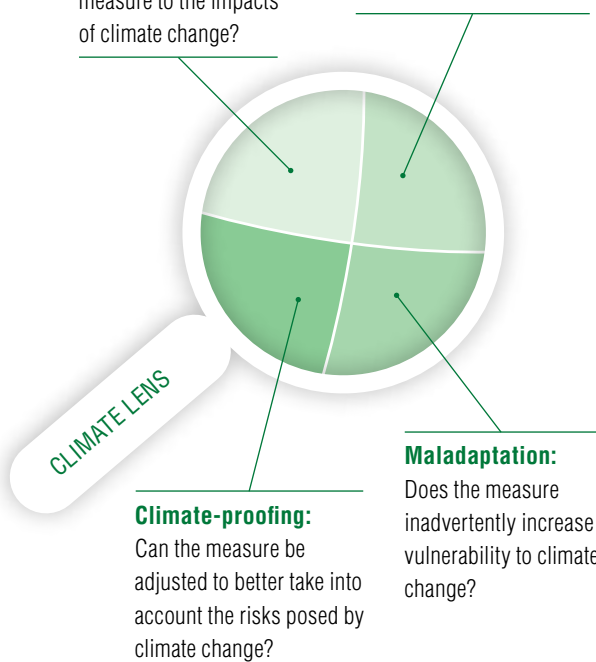 measure to the impacts
of climate change?
CLIMATE LENS
Maladaptation:
Does the measure
inadvertently increase
vulnerability to climate
change?
Climate-proofing:
Can the measure be
adjusted to better take into
account the risks posed by
climate change?